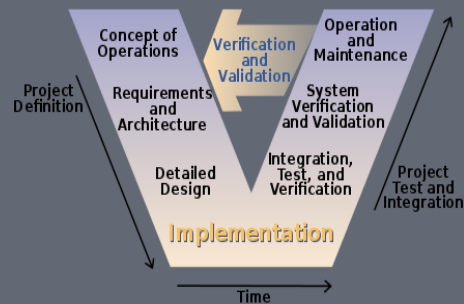 Concept of
Operations
Verification
and
Validation
Operation
and
Maintenance
Project
Definition
Requirements
and
Architecture
System
Verification
and Validation
Detailed
Design
Integration,
Test, and
Verification
Project
Test and
Integration
Implementation
Time